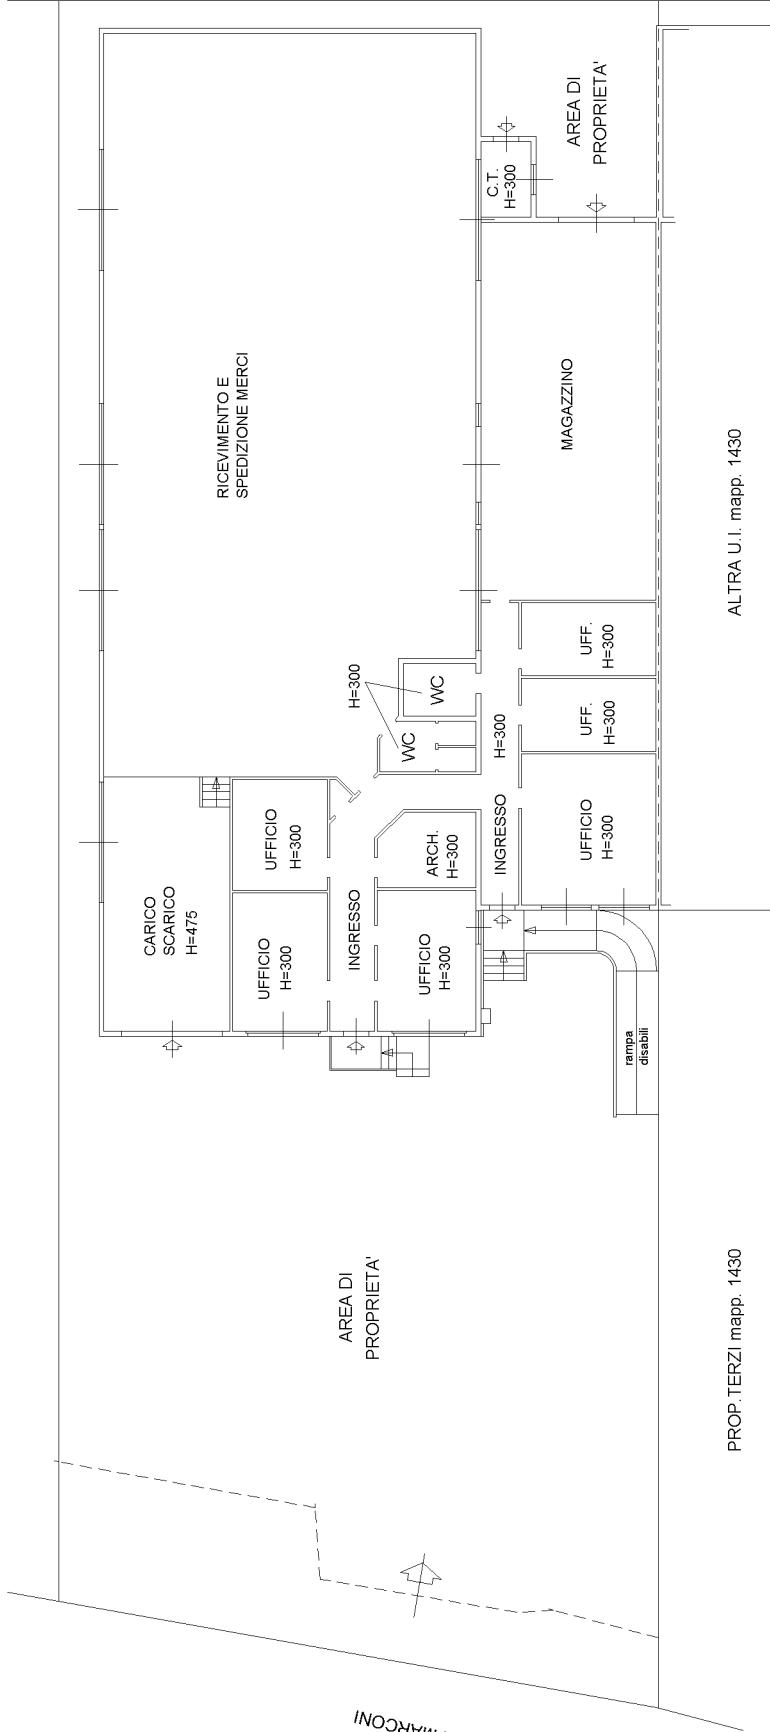 AREA DI
PROPRIETA'
C.T.
H=300
RICEVIMENTO E
SPEDIZIONE MERCI
MAGAZZINO
ALTRA U.I. mapp. 1430
UFF.
H=300
UFF.
H=300
H=300
WC
WC
H=300
UFFICIO
H=300
ARCH.
H=300
INGRESSO
UFFICIO
H=300
CARICO
SCARICO
H=475
UFFICIO
H=300
INGRESSO
UFFICIO
H=300
rampa
disabili
AREA DI
PROPRIETA'
PROP.TERZI mapp. 1430
MARCONI